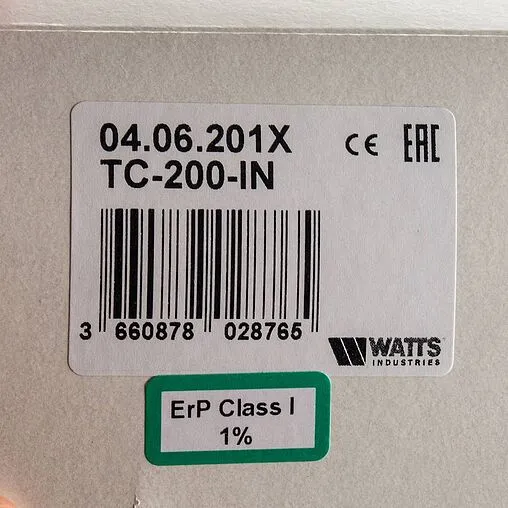 04.06.201X
CE EAC
TC-200-IN
3 660878 028765
WATTS
INDUSTRIES
ErP Class I
1%